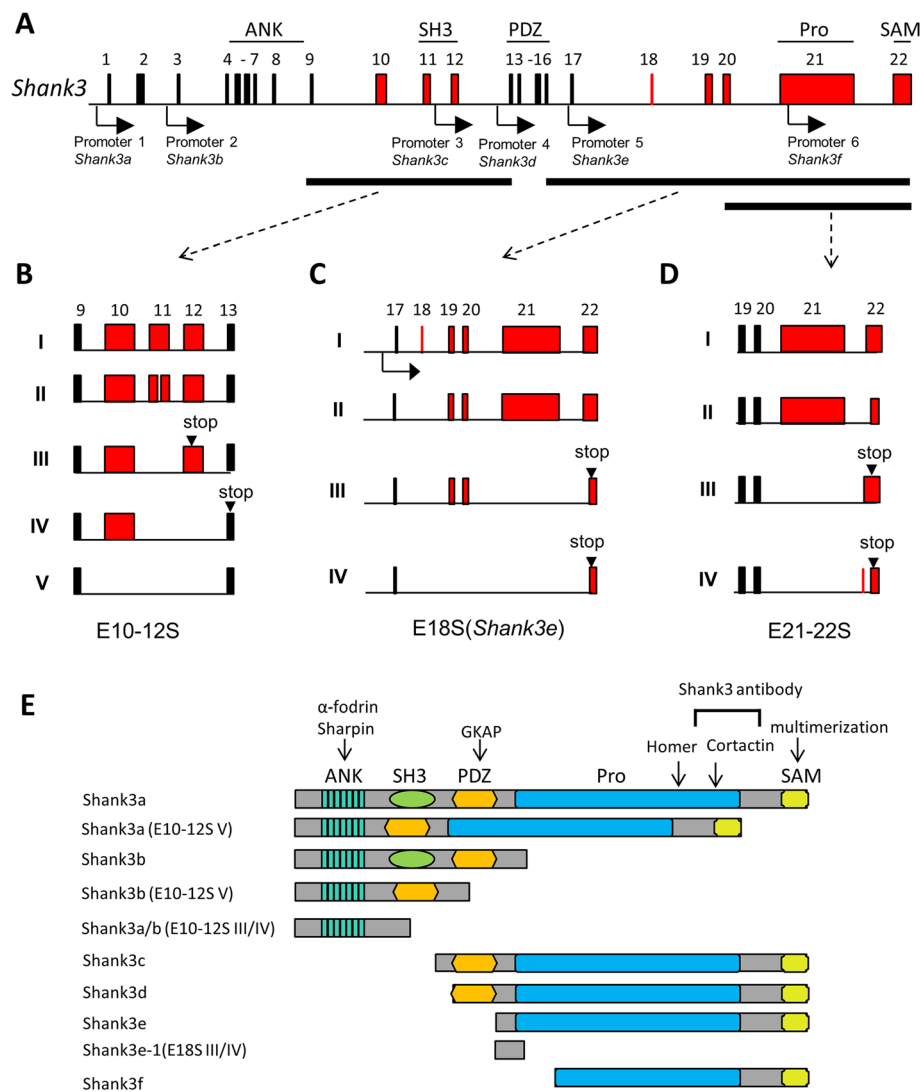 A
ANK
SH3
PDZ
Pro
SAM
1 2 3 4 - 7 8 9 10 11 12 13 -16 17 18 19 20 21 22
Shank3
Promoter 1
Shank3a
Promoter 2
Shank3b
Promoter 3
Shank3c
Promoter 4
Shank3d
Promoter 5
Shank3e
Promoter 6
Shank3f
B
9 10 11 12 13
I
II
stop
III
stop
IV
V
E10-12S
C
17 18 19 20 21 22
I
II
stop
III
stop
IV
E18S(Shank3e)
D
19 20 21 22
I
II
stop
III
stop
IV
E21-22S
E
Shank3 antibody
α-fodrin
Sharpin
GKAP
Homer
Cortactin
multimerization
ANK SH3 PDZ Pro SAM
Shank3a
Shank3a (E10-12S V)
Shank3b
Shank3b (E10-12S V)
Shank3a/b (E10-12S III/IV)
Shank3c
Shank3d
Shank3e
Shank3e-1(E18S III/IV)
Shank3f